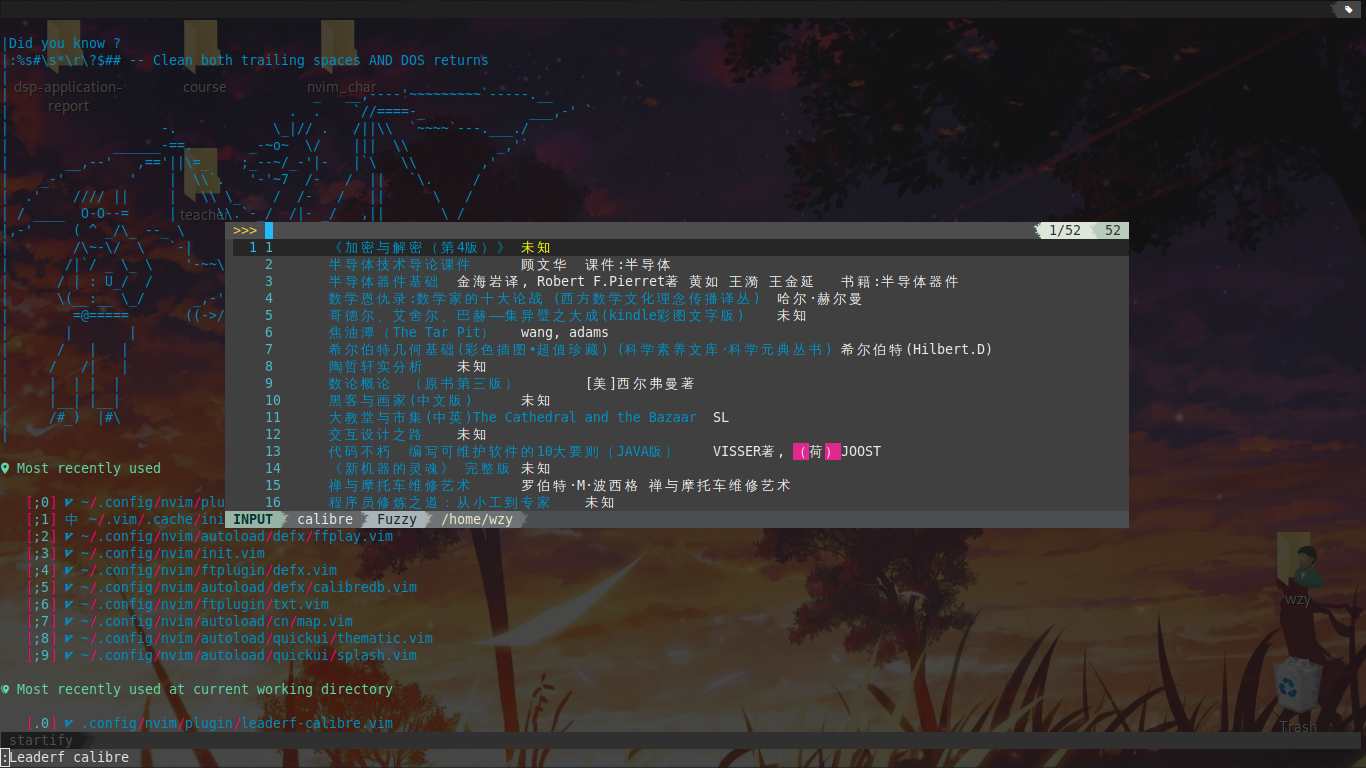 Did you know ?
:%s#\s*\r\?$## -- Clean both trailing spaces AND DOS returns
dsp-application-report
course
nvim_char
teacher
>>> 1/52 52
1 1 《加密与解密（第4版）》 未知
2 半导体技术导论课件 顾文华 课件:半导体
3 半导体器件基础 金海岩译, Robert F.Pierret著 黄如 王漪 王金延 书籍:半导体器件
4 数学恩仇录:数学家的十大论战 (西方数学文化理念传播译丛) 哈尔·赫尔曼
5 哥德尔、艾舍尔、巴赫——集异璧之大成(kindle彩图文字版) 未知
6 焦油潭（The Tar Pit） wang, adams
7 希尔伯特几何基础(彩色插图•超值珍藏) (科学素养文库·科学元典丛书) 希尔伯特(Hilbert.D)
8 陶哲轩实分析 未知
9 数论概论 （原书第三版） [美]西尔弗曼著
10 黑客与画家(中文版) 未知
11 大教堂与市集(中英)The Cathedral and the Bazaar SL
12 交互设计之路 未知
13 代码不朽 编写可维护软件的10大要则（JAVA版） VISSER著, （荷）JOOST
14 《新机器的灵魂》 完整版 未知
15 禅与摩托车维修艺术 罗伯特·M·波西格 禅与摩托车维修艺术
16 程序员修炼之道：从小工到专家 未知
INPUT calibre Fuzzy /home/wzy
Most recently used
[;0] ~/.config/nvim/plu
[;1] 中 ~/.vim/.cache/ini
[;2] ~/.config/nvim/autoload/defx/ffplay.vim
[;3] ~/.config/nvim/init.vim
[;4] ~/.config/nvim/ftplugin/defx.vim
[;5] ~/.config/nvim/autoload/defx/calibredb.vim
[;6] ~/.config/nvim/ftplugin/txt.vim
[;7] ~/.config/nvim/autoload/cn/map.vim
[;8] ~/.config/nvim/autoload/quickui/thematic.vim
[;9] ~/.config/nvim/autoload/quickui/splash.vim
Most recently used at current working directory
[.0] .config/nvim/plugin/leaderf-calibre.vim
wzy
Trash
startify
:Leaderf calibre